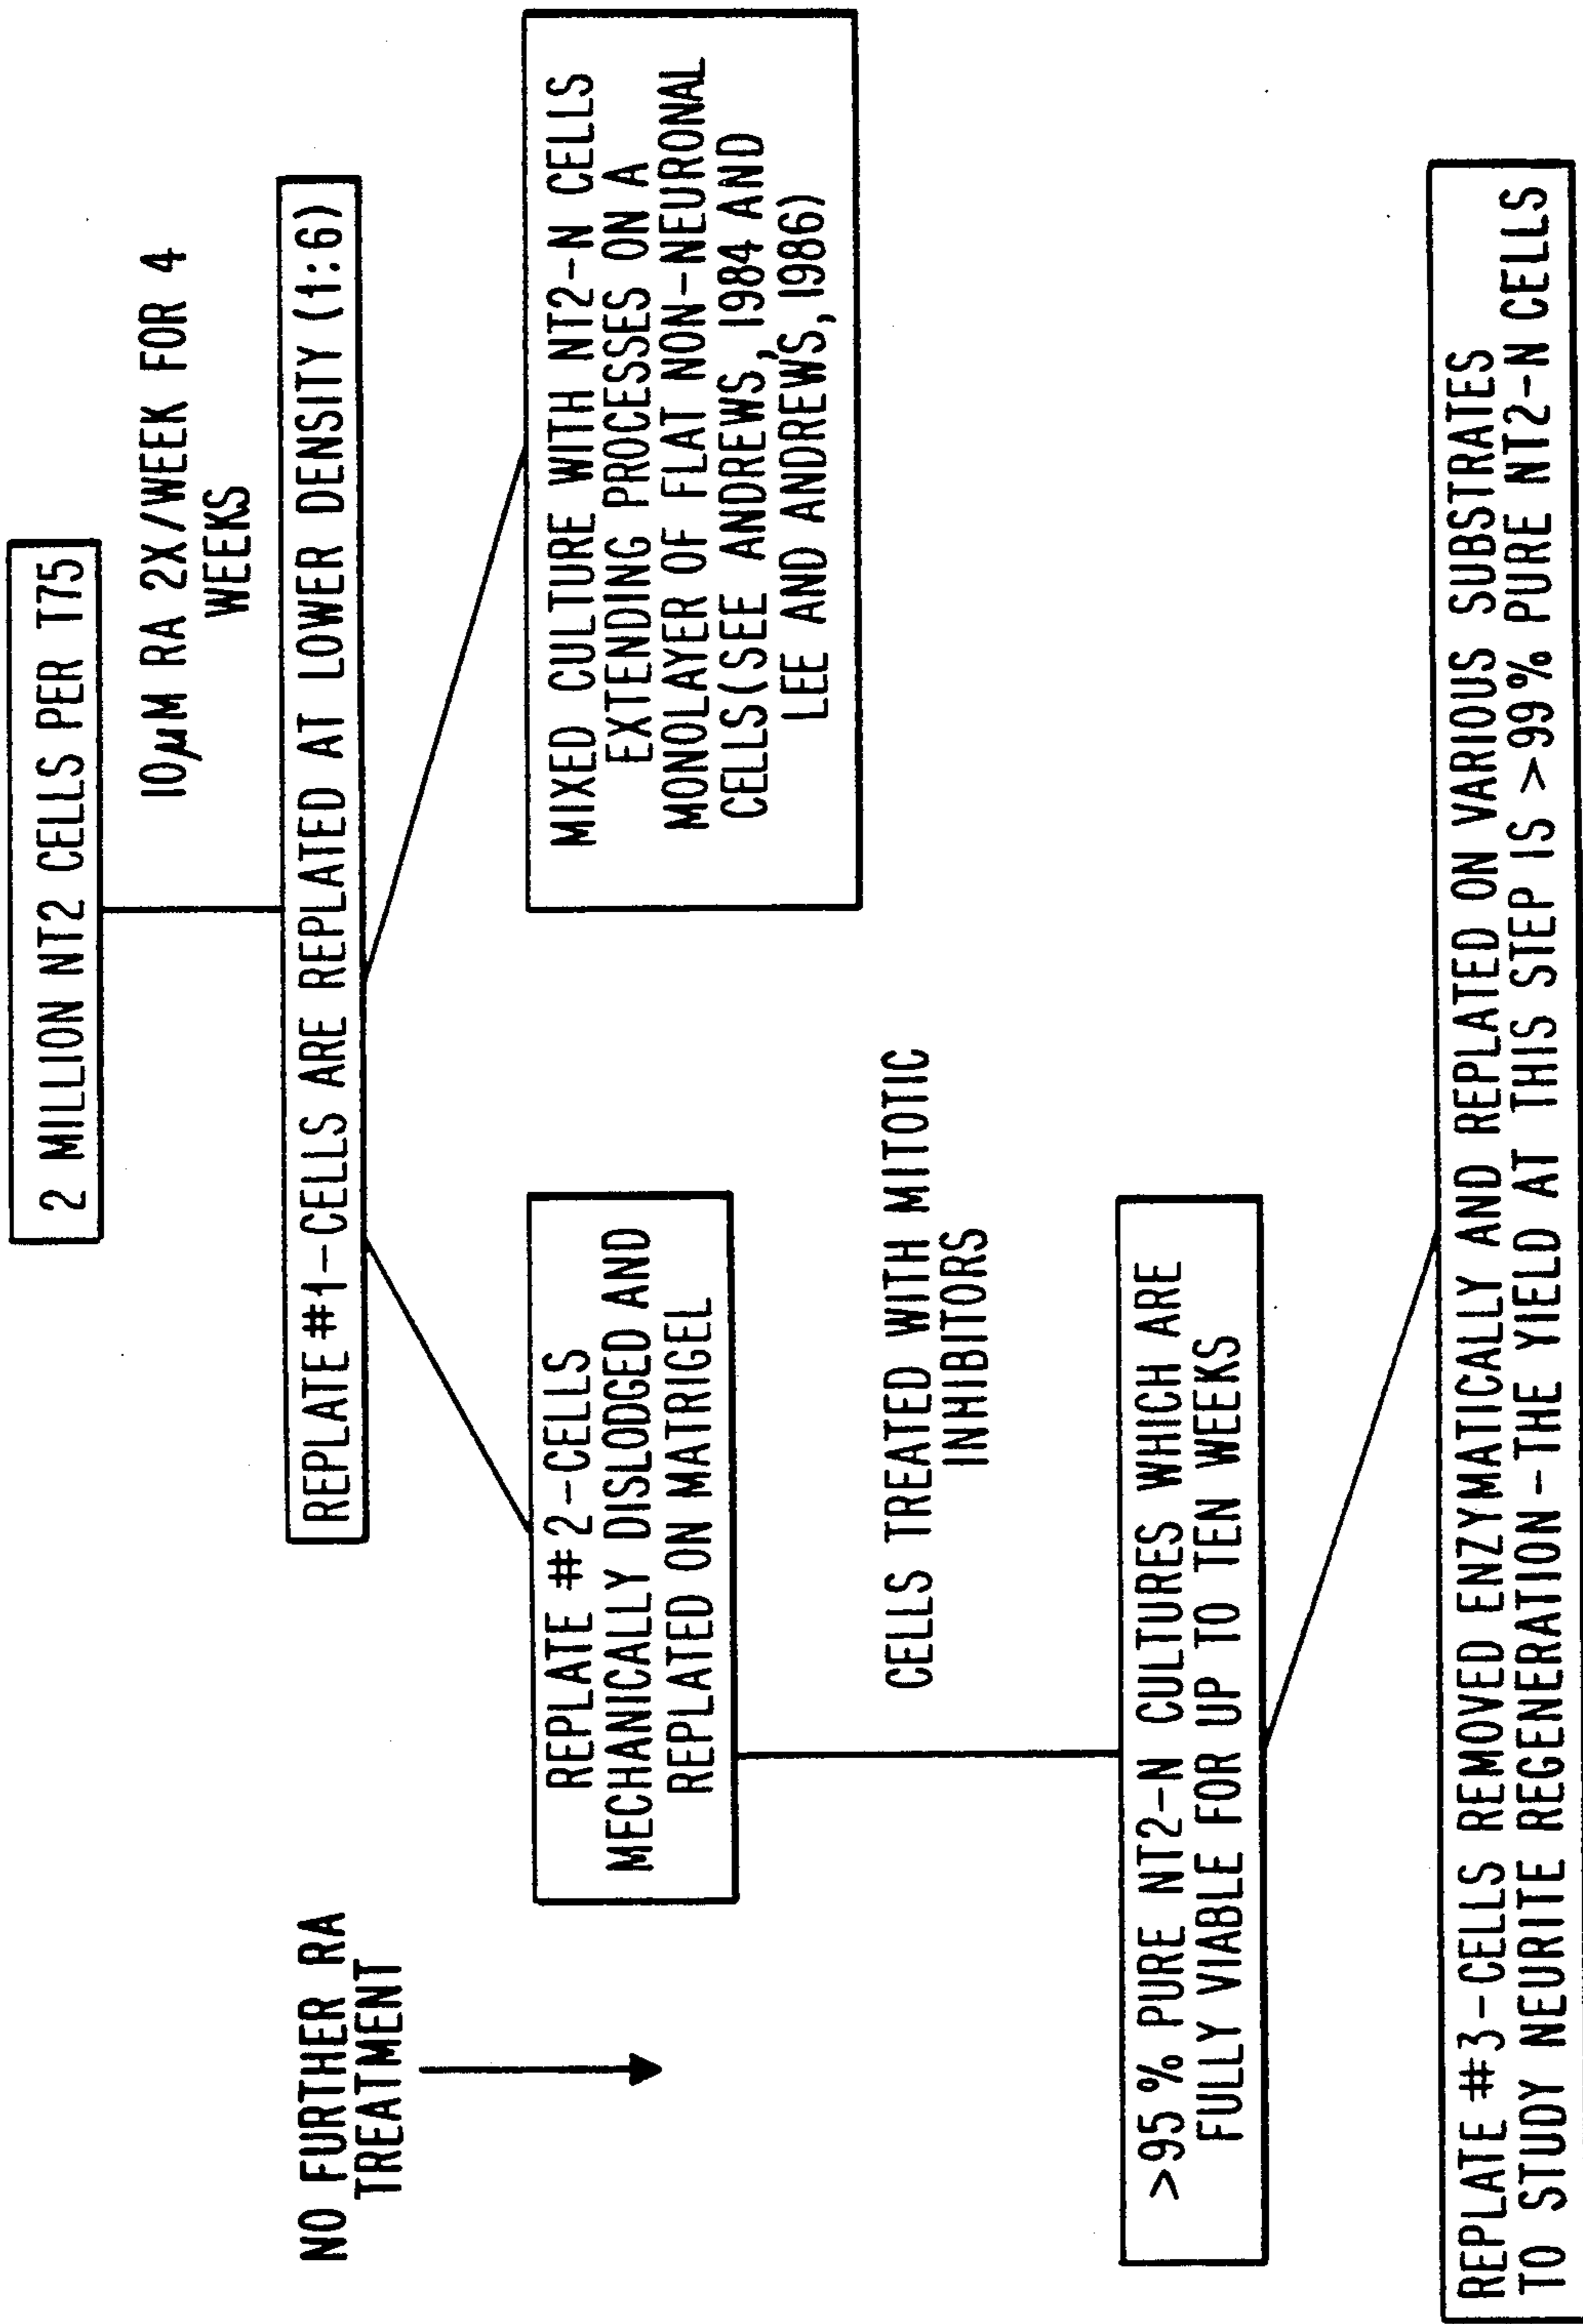 2 MILLION NT2 CELLS PER T75
10µM RA 2X/WEEK FOR 4
WEEKS
NO FURTHER RA
TREATMENT
REPLATE #1-CELLS ARE REPLATED AT LOWER DENSITY (1:6)
REPLATE #2-CELLS
MECHANICALLY DISLODGED AND
REPLATED ON MATRIGEL
MIXED CULTURE WITH NT2-N CELLS
EXTENDING PROCESSES ON A
MONOLAYER OF FLAT NON-NEURONAL
CELLS(SEE ANDREWS, 1984 AND
LEE AND ANDREWS, 1986)
CELLS TREATED WITH MITOTIC
INHIBITORS
>95 % PURE NT2-N CULTURES WHICH ARE
FULLY VIABLE FOR UP TO TEN WEEKS
REPLATE #3-CELLS REMOVED ENZYMATICALLY AND REPLATED ON VARIOUS SUBSTRATES
TO STUDY NEURITE REGENERATION-THE YIELD AT THIS STEP IS >99% PURE NT2-N CELLS